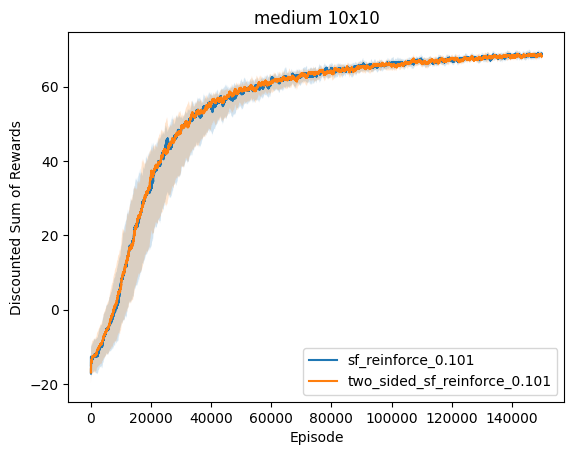 medium 10x10
Discounted Sum of Rewards
60
40
20
0
−20
0 20000 40000 60000 80000 100000 120000 140000
Episode
sf_reinforce_0.101
two_sided_sf_reinforce_0.101